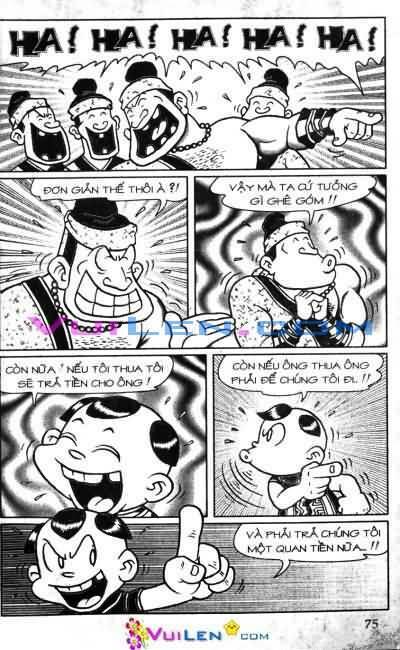 HA! HA! HA! HA! HA!
ĐƠN GIẢN THẾ THÔI À?!
VẬY MÀ TA CỨ TƯỞNG
GÌ GHÊ GỚM!!
VUILEN.COM
CÒN NỮA! NẾU TÔI THUA TÔI
SẼ TRẢ TIỀN CHO ÔNG!
CÒN NẾU ÔNG THUA ÔNG
PHẢI ĐỂ CHÚNG TÔI ĐI..!!
VÀ PHẢI TRẢ CHÚNG TÔI
MỘT QUAN TIỀN NỮA..!!
75
VUILEN COM